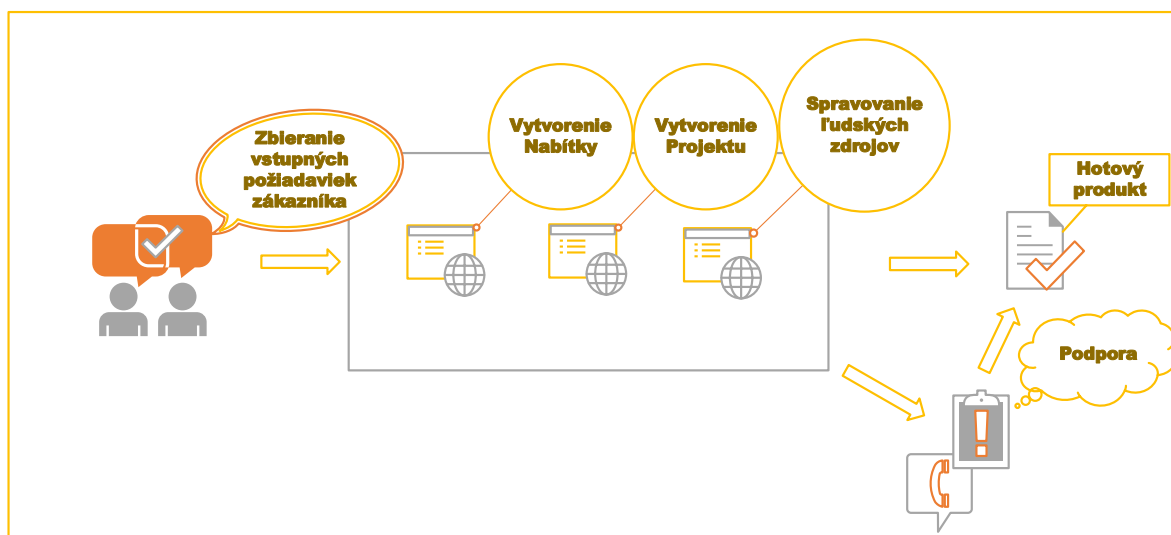 Zbieranie
vstupných
požiadaviek
zákazníka
Vytvorenie
Nabítky
Vytvorenie
Projektu
Spravovanie
ľudských
zdrojov
Hotový
produkt
Podpora